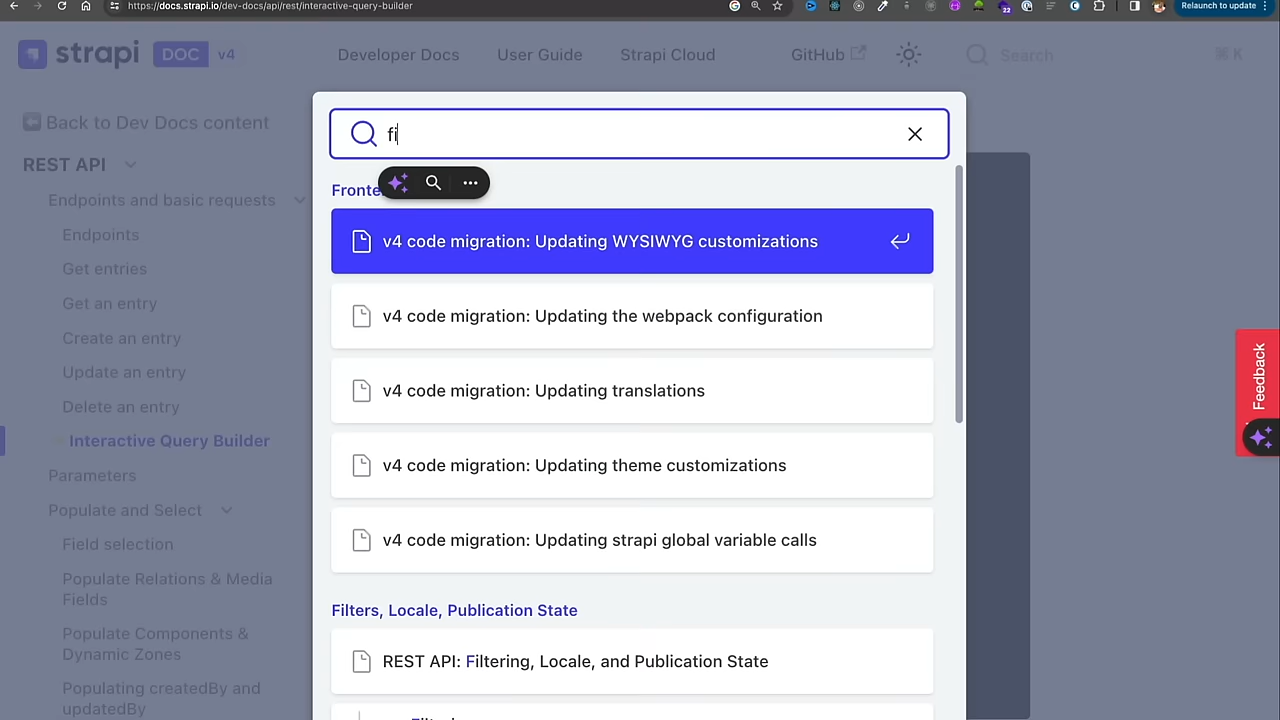 https://docs.strapi.io/dev-docs/api/rest/interactive-query-builder
Relaunch to update
22
strapi DOC v4
Developer Docs
User Guide
Strapi Cloud
GitHub
Search
⌘ K
Back to Dev Docs content
REST API
Endpoints and basic requests
Endpoints
Get entries
Get an entry
Create an entry
Update an entry
Delete an entry
Interactive Query Builder
Parameters
Populate and Select
Field selection
Populate Relations & Media
Fields
Populate Components &
Dynamic Zones
Populating createdBy and
updatedBy
fi
Fronte
v4 code migration: Updating WYSIWYG customizations
v4 code migration: Updating the webpack configuration
v4 code migration: Updating translations
v4 code migration: Updating theme customizations
v4 code migration: Updating strapi global variable calls
Filters, Locale, Publication State
REST API: Filtering, Locale, and Publication State
Feedback